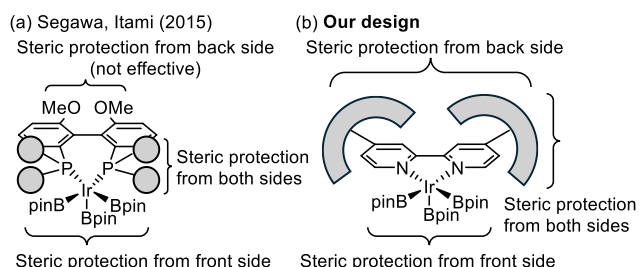 (a) Segawa, Itami (2015)
Steric protection from back side
(not effective)
MeO OMe
P P
Ir
pinB Bpin
Bpin
Steric protection
from both sides
Steric protection from front side
(b) Our design
Steric protection from back side
N N
Ir
pinB Bpin
Bpin
Steric protection
from both sides
Steric protection from front side